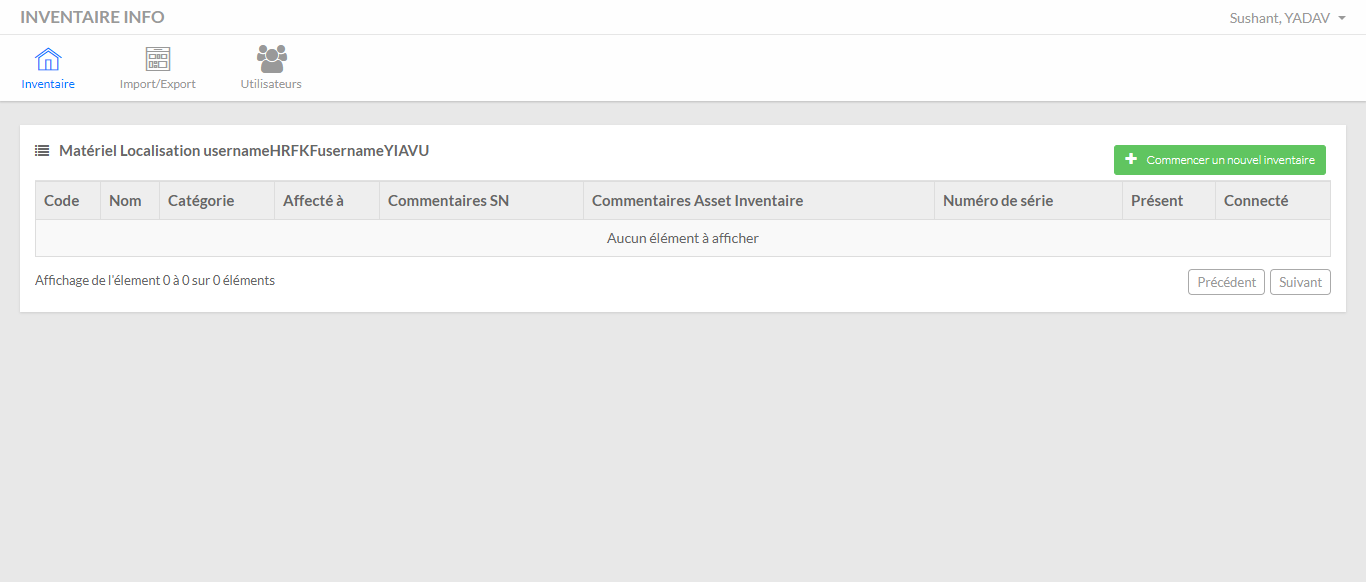 INVENTAIRE INFO
Sushant, YADAV
Inventaire
Import/Export
Utilisateurs
Matériel Localisation usernameHRFKFusernameYIAVU
Commencer un nouvel inventaire
Code Nom Catégorie Affecté à Commentaires SN Commentaires Asset Inventaire Numéro de série Présent Connecté
Aucun élément à afficher
Affichage de l'élement 0 à 0 sur 0 éléments
Précédent Suivant